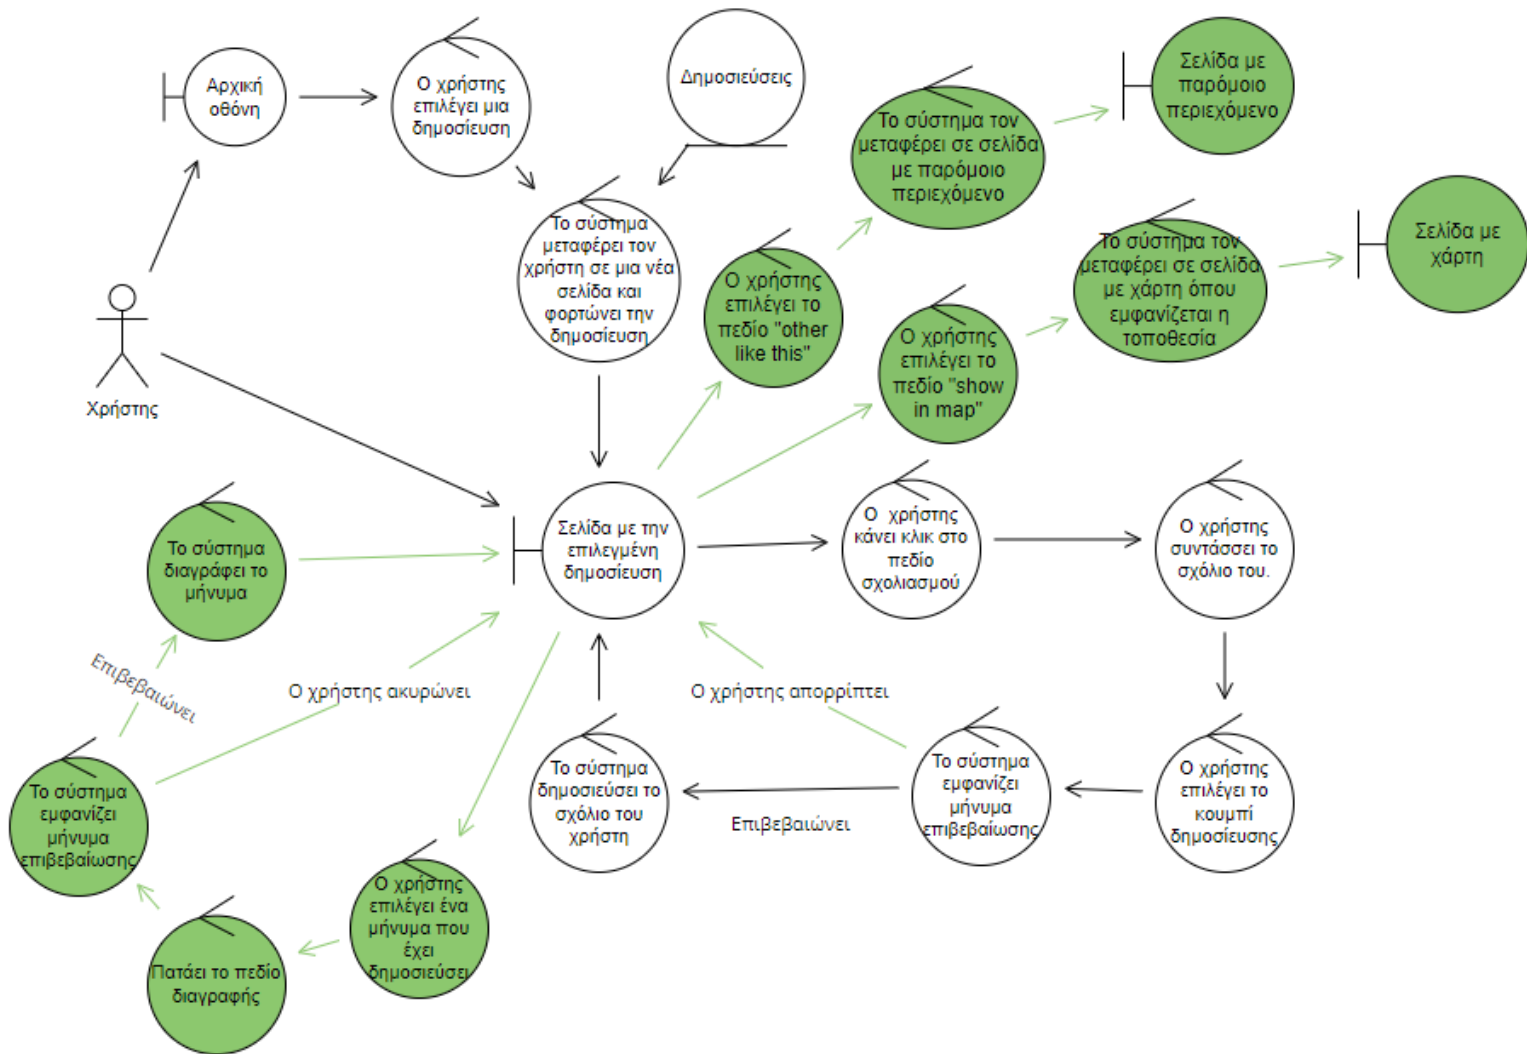 Αρχική
οθόνη
Ο χρήστης
επιλέγει μια
δημοσίευση
Δημοσιεύσεις
Το σύστημα τον
μεταφέρει σε σελίδα
με παρόμοιο
περιεχόμενο
Σελίδα με
παρόμοιο
περιεχόμενο
Το σύστημα
μεταφέρει τον
χρήστη σε μια νέα
σελίδα και
φορτώνει την
δημοσίευση
Ο χρήστης
επιλέγει το
πεδίο "other
like this"
Το σύστημα τον
μεταφέρει σε σελίδα
με χάρτη όπου
εμφανίζεται η
τοποθεσία
Σελίδα με
χάρτη
Ο χρήστης
επιλέγει το
πεδίο "show
in map"
Χρήστης
Το σύστημα
διαγράφει το
μήνυμα
Σελίδα με την
επιλεγμένη
δημοσίευση
Ο χρήστης
κάνει κλικ στο
πεδίο
σχολιασμού
Ο χρήστης
συντάσσει το
σχόλιο του.
Επιβεβαιώνει
Ο χρήστης ακυρώνει
Ο χρήστης απορρίπτει
Το σύστημα
εμφανίζει
μήνυμα
επιβεβαίωσης
Το σύστημα
δημοσιεύσει το
σχόλιο του
χρήστη
Επιβεβαιώνει
Το σύστημα
εμφανίζει
μήνυμα
επιβεβαίωσης
Ο χρήστης
επιλέγει το
κουμπί
δημοσίευσης
Ο χρήστης
επιλέγει ένα
μήνυμα που
έχει
δημοσιεύσει
Πατάει το πεδίο
διαγραφής